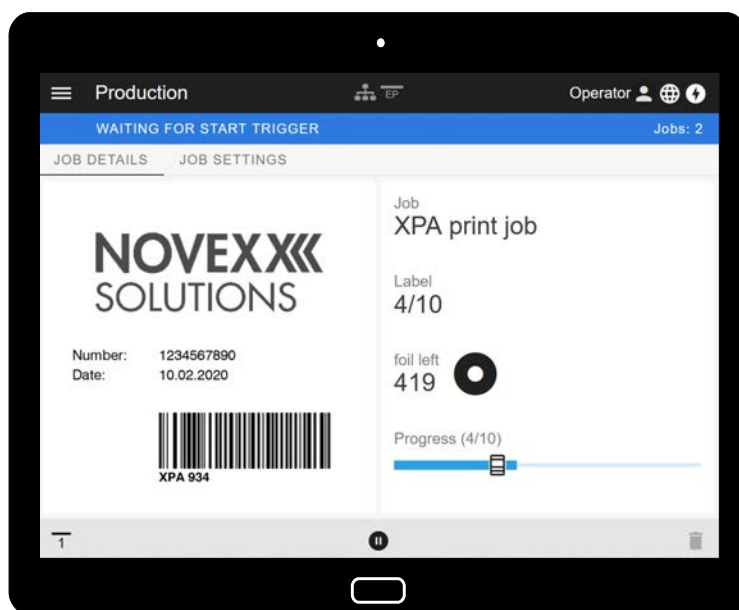 Production
EP
Operator
WAITING FOR START TRIGGER
Jobs: 2
JOB DETAILS
JOB SETTINGS
NOVEXX
SOLUTIONS
Number: 1234567890
Date: 10.02.2020
XPA 934
Job
XPA print job
Label
4/10
foil left
419
Progress (4/10)
1